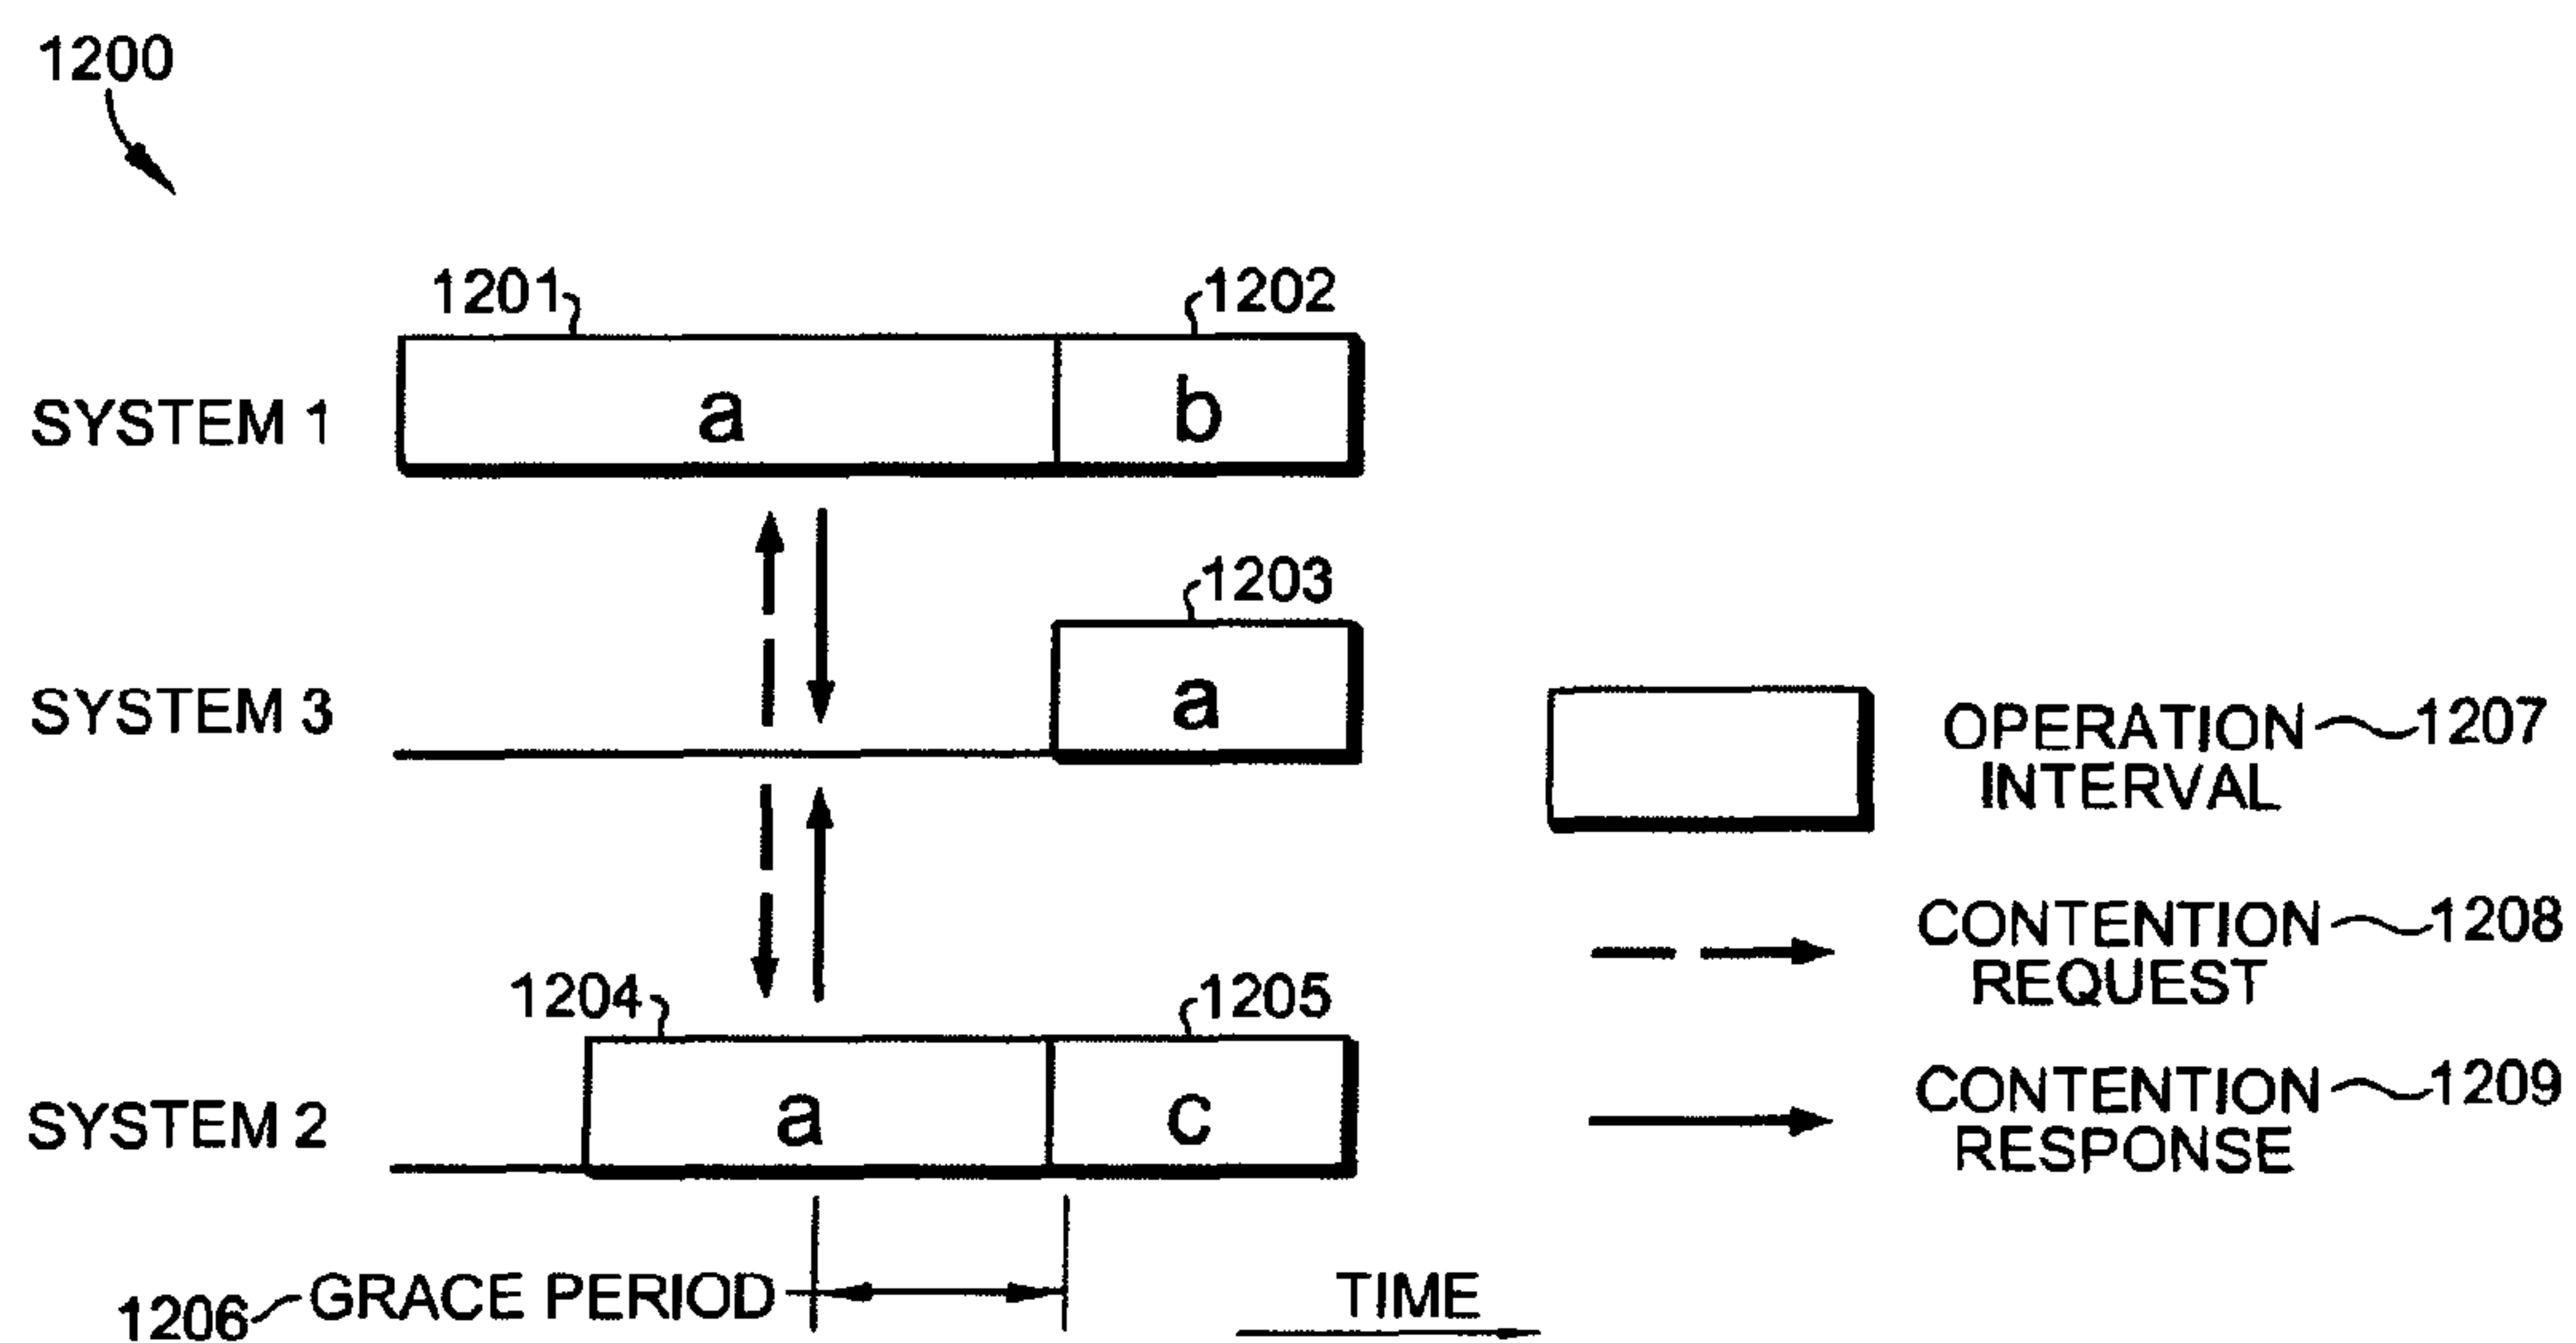 1200
1201
1202
SYSTEM 1
a
b
1203
SYSTEM 3
a
OPERATION 1207
INTERVAL
CONTENTION 1208
REQUEST
1204
1205
SYSTEM 2
a
c
CONTENTION 1209
RESPONSE
1206 GRACE PERIOD
TIME